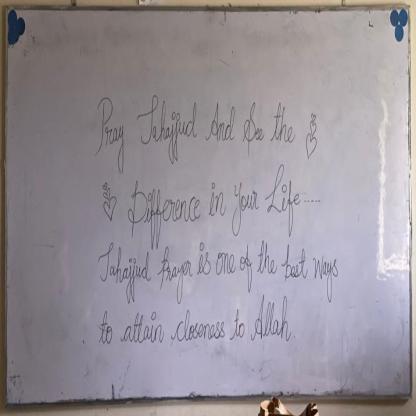 Pray Tahajjud And See the
Difference in Your Life.....
Tahajjud Prayer is one of the best ways
to attain closeness to Allah.